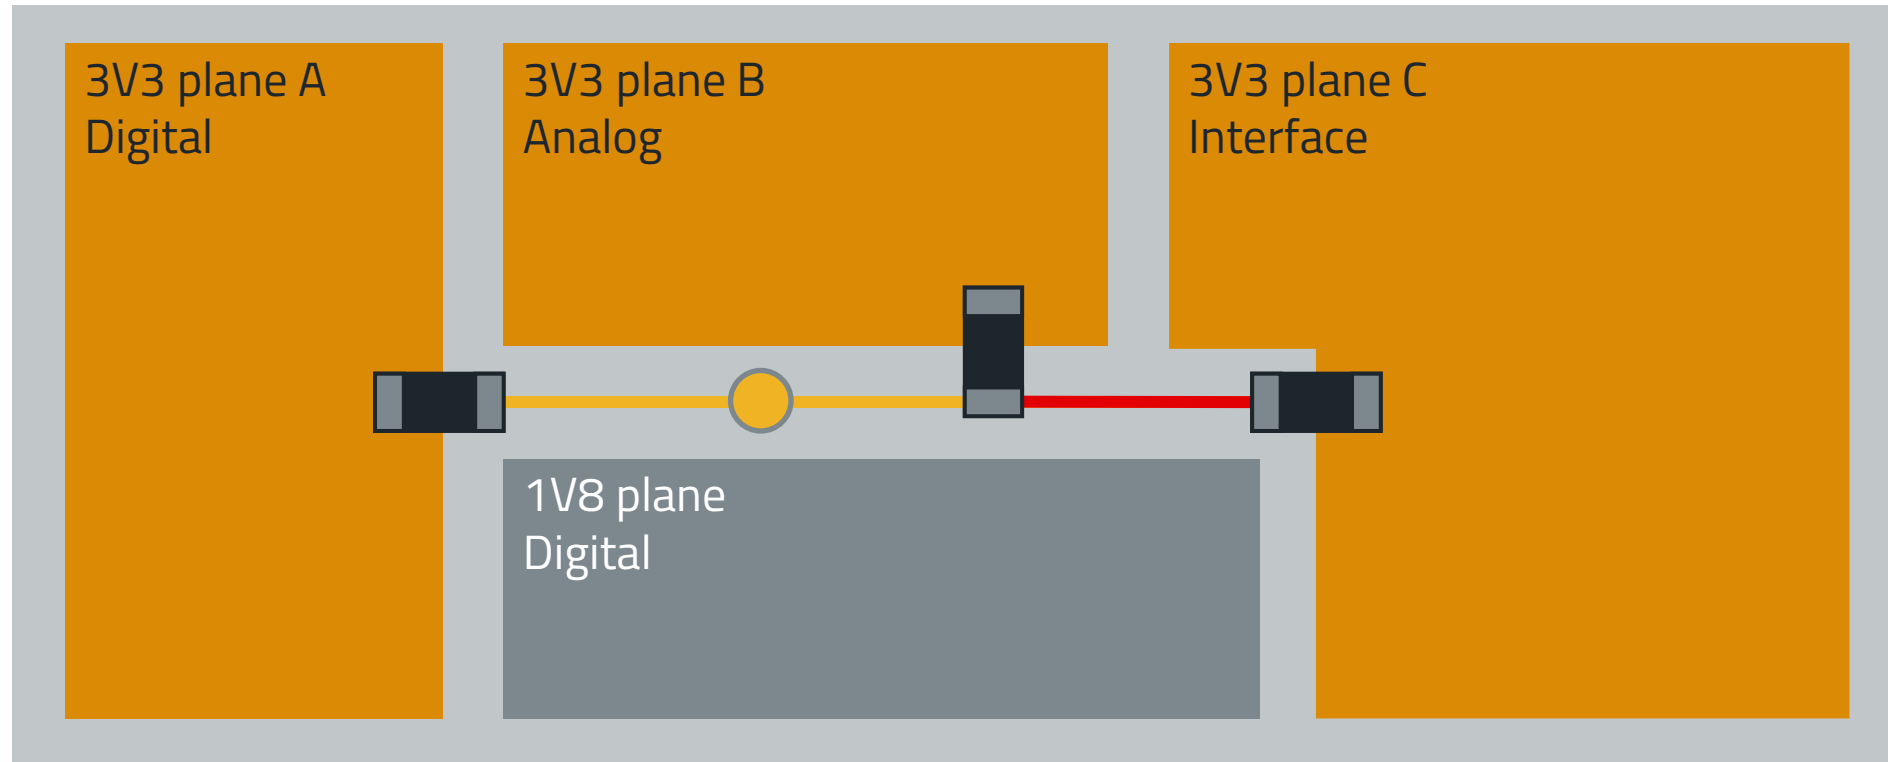 3V3 plane A
Digital
3V3 plane B
Analog
3V3 plane C
Interface
1V8 plane
Digital